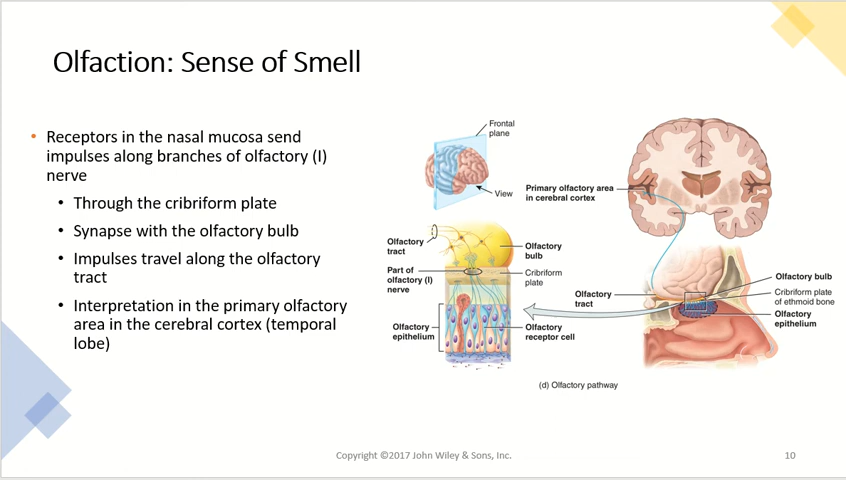 Olfaction: Sense of Smell
• Receptors in the nasal mucosa send
impulses along branches of olfactory (I)
nerve
• Through the cribriform plate
• Synapse with the olfactory bulb
• Impulses travel along the olfactory
tract
• Interpretation in the primary olfactory
area in the cerebral cortex (temporal
lobe)
Frontal
plane
View
Primary olfactory area
in cerebral cortex
Olfactory
tract
Olfactory
bulb
Part of
olfactory (I)
nerve
Cribriform
plate
Olfactory
epithelium
Olfactory
receptor cell
Olfactory
tract
Olfactory bulb
Cribriform plate
of ethmoid bone
Olfactory
epithelium
(d) Olfactory pathway
Copyright ©2017 John Wiley & Sons, Inc.
10